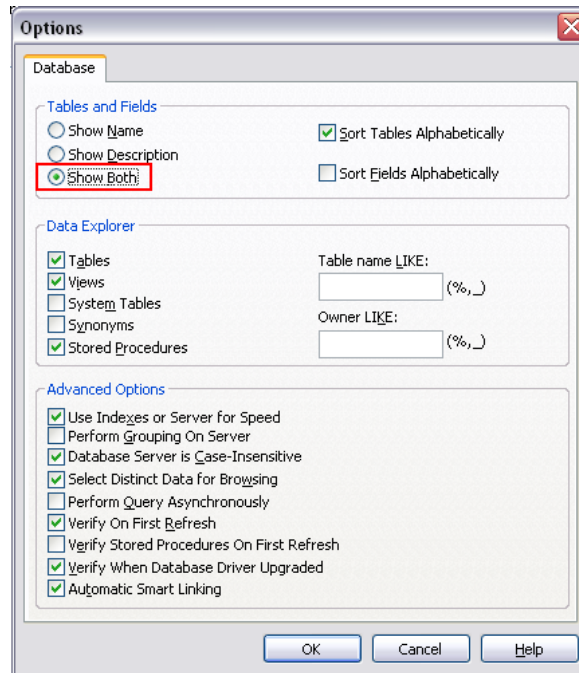 Options
Database
Tables and Fields
Show Name
Show Description
Show Both
Sort Tables Alphabetically
Sort Fields Alphabetically
Data Explorer
Tables
Views
System Tables
Synonyms
Stored Procedures
Table name LIKE:
(%,_)
Owner LIKE:
(%,_)
Advanced Options
Use Indexes or Server for Speed
Perform Grouping On Server
Database Server is Case-Insensitive
Select Distinct Data for Browsing
Perform Query Asynchronously
Verify On First Refresh
Verify Stored Procedures On First Refresh
Verify When Database Driver Upgraded
Automatic Smart Linking
OK Cancel Help